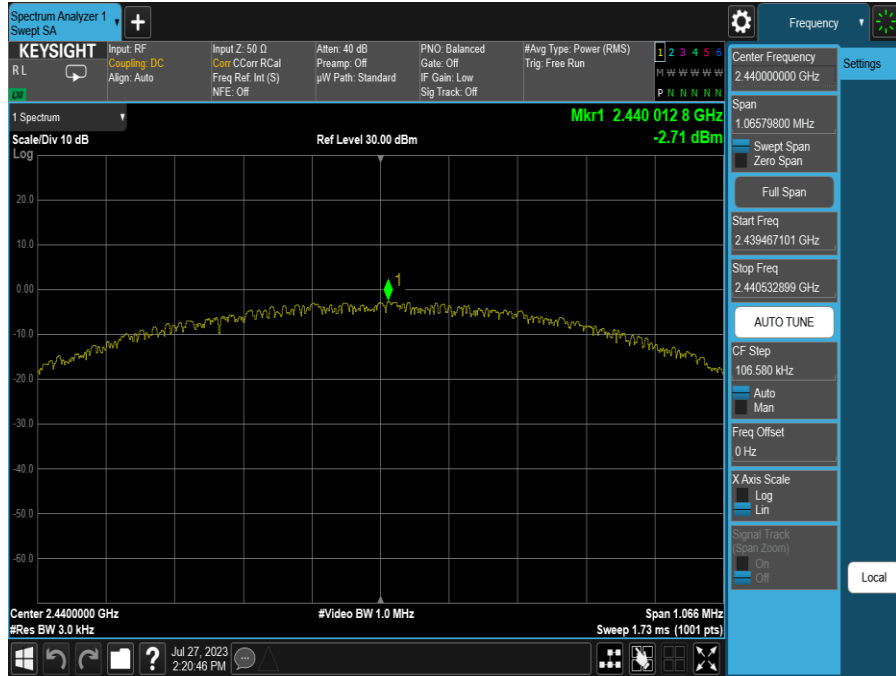 Spectrum Analyzer 1
Swept SA
Frequency
KEYSIGHT
R L
LXI
Input: RF
Coupling: DC
Align: Auto
Input Z: 50 Ω
Corr CCorr RCal
Freq Ref: Int (S)
NFE: Off
Atten: 40 dB
Preamp: Off
µW Path: Standard
PNO: Balanced
Gate: Off
IF Gain: Low
Sig Track: Off
#Avg Type: Power (RMS)
Trig: Free Run
1 2 3 4 5 6
M W W W W W
P N N N N N
1 Spectrum
Scale/Div 10 dB
Log
Ref Level 30.00 dBm
Mkr1 2.440 012 8 GHz
-2.71 dBm
20.0
10.0
0.00
-10.0
-20.0
-30.0
-40.0
-50.0
-60.0
1
Center 2.4400000 GHz
#Res BW 3.0 kHz
#Video BW 1.0 MHz
Span 1.066 MHz
Sweep 1.73 ms (1001 pts)
Center Frequency
2.440000000 GHz
Span
1.06579800 MHz
Swept Span
Zero Span
Full Span
Start Freq
2.439467101 GHz
Stop Freq
2.440532899 GHz
AUTO TUNE
CF Step
106.580 kHz
Auto
Man
Freq Offset
0 Hz
X Axis Scale
Log
Lin
Signal Track
(Span Zoom)
On
Off
Settings
Local
?
Jul 27, 2023
2:20:46 PM